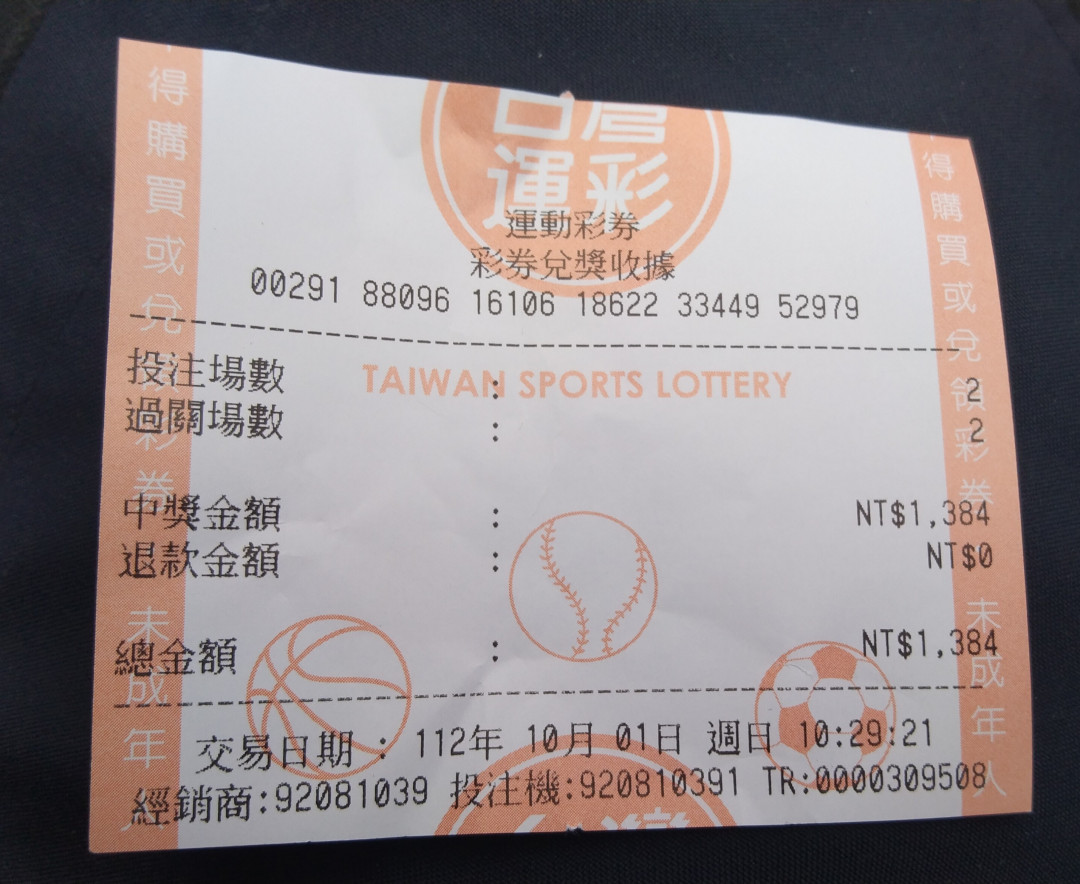 運彩
運動彩券
彩券兌獎收據
00291 88096 16106 18622 33449 52979
投注場數 : 2
TAIWAN SPORTS LOTTERY
過關場數 : 2
中獎金額 : NT$1,384
退款金額 : NT$0
總金額 : NT$1,384
交易日期 : 112年 10月 01日 週日 10:29:21
經銷商:92081039 投注機:920810391 TR:0000309508
得購買或兌領彩券
未成年人
得購買或兌領彩券
未成年人